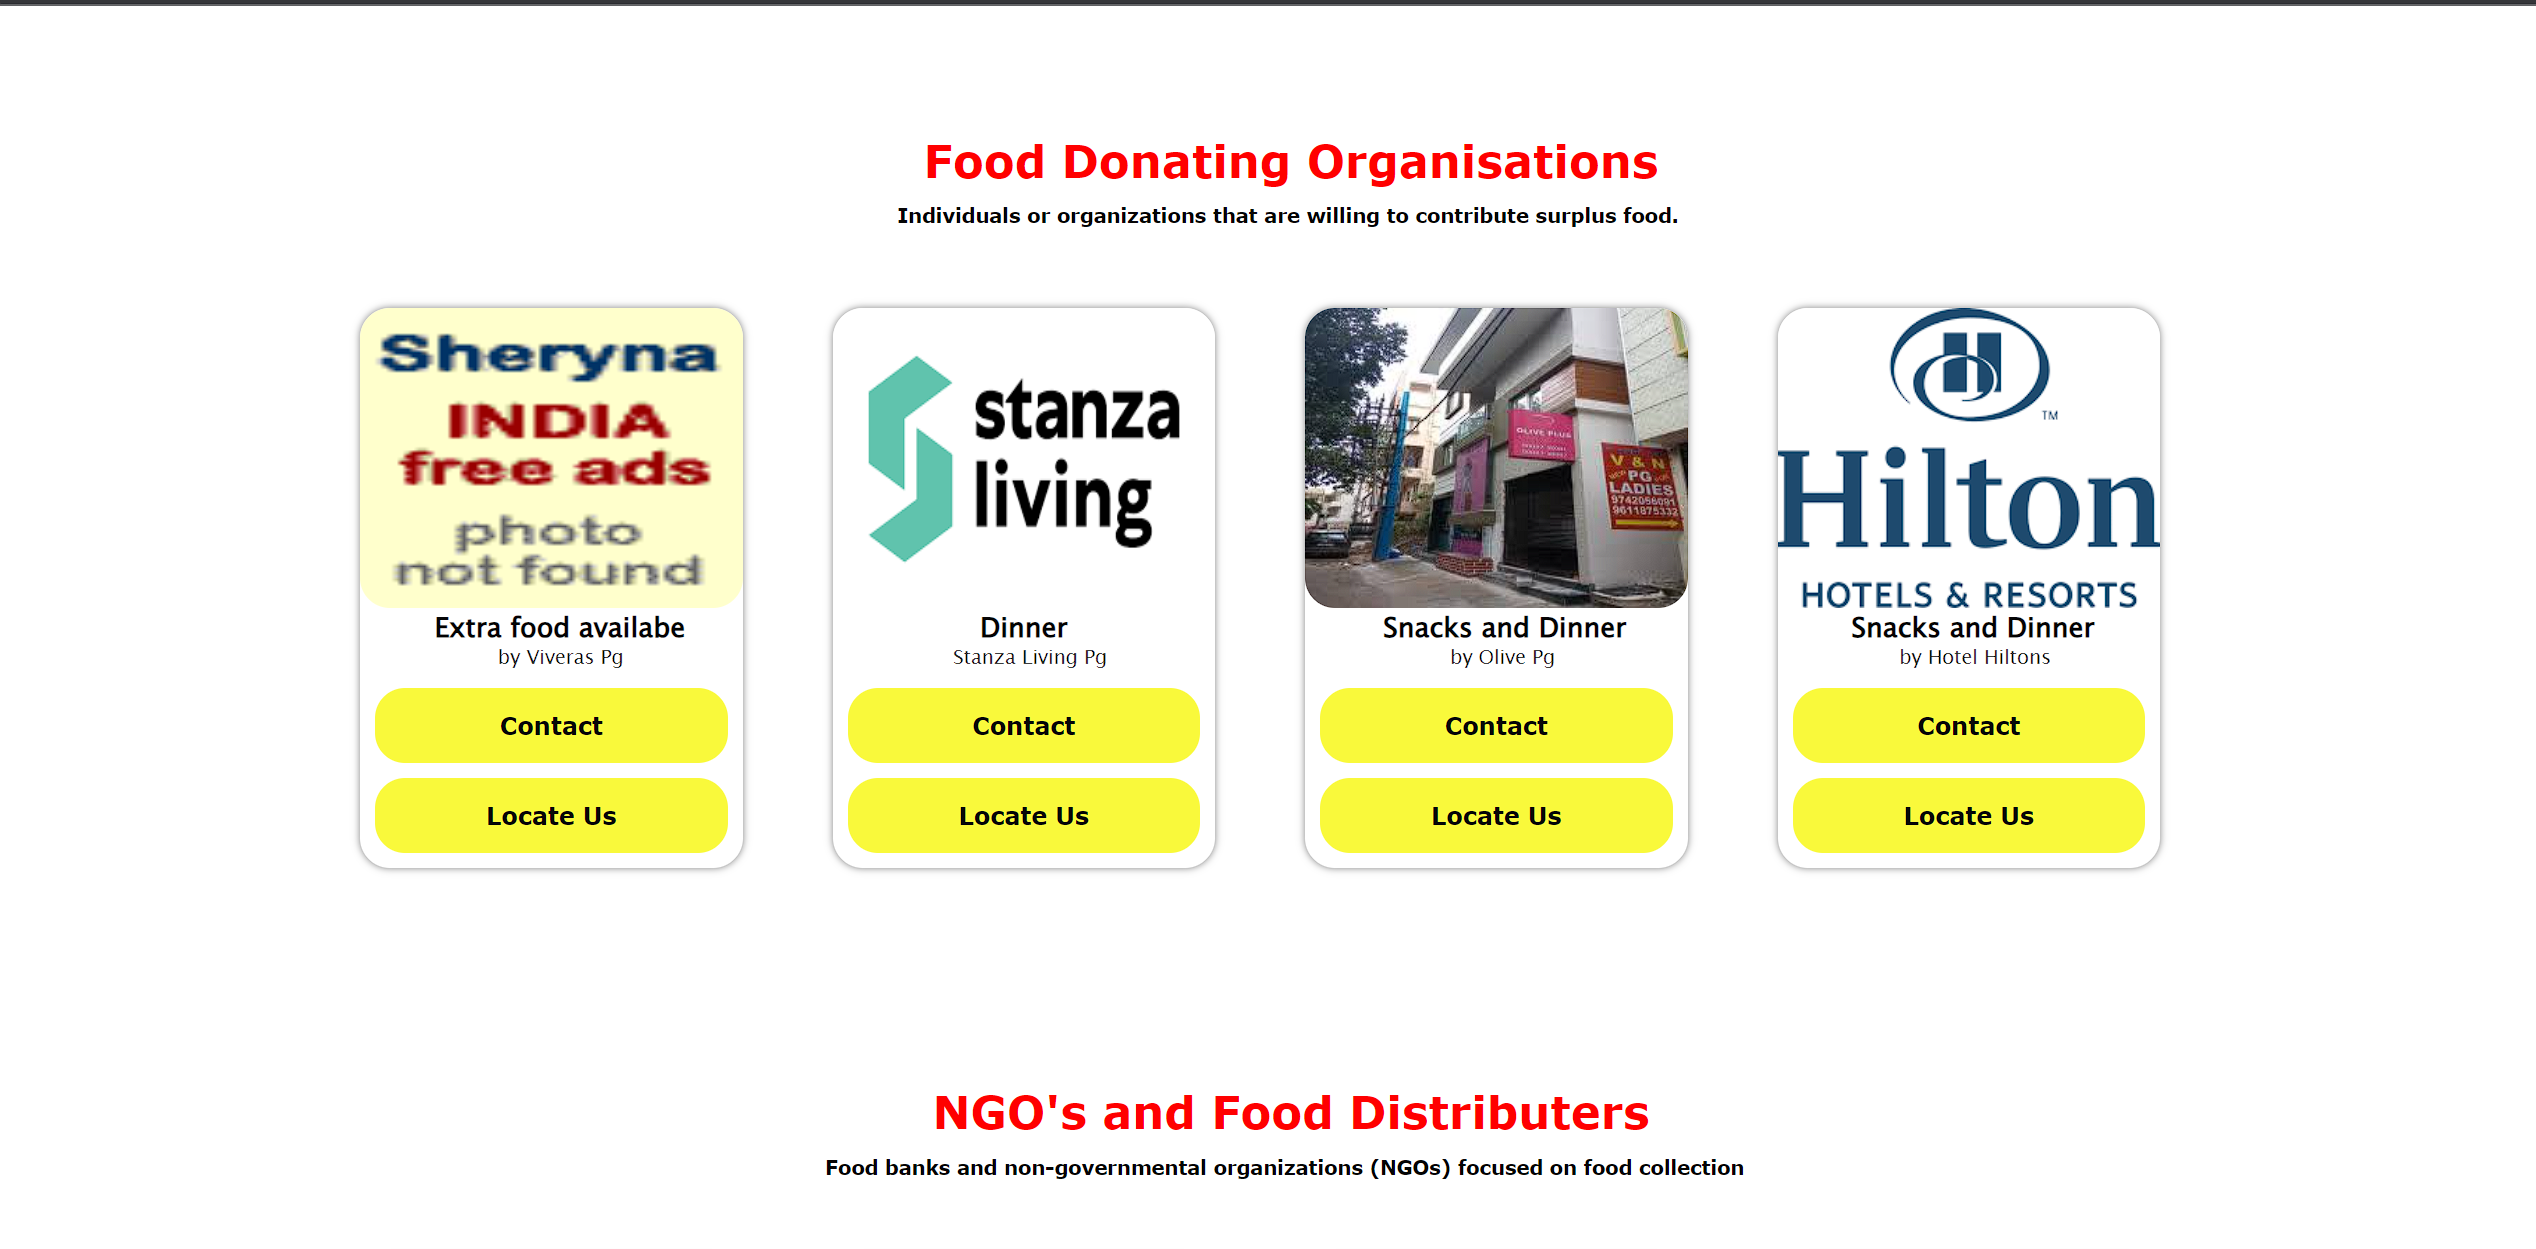 Food Donating Organisations
Individuals or organizations that are willing to contribute surplus food.
Sheryna
INDIA
free ads
photo
not found
Extra food availabe
by Viveras Pg
Contact
Locate Us
stanza
living
Dinner
Stanza Living Pg
Contact
Locate Us
OLIVE PLUS
V & N
PG
LADIES
9742056091
9611875332
Snacks and Dinner
by Olive Pg
Contact
Locate Us
H
TM
Hilton
HOTELS & RESORTS
Snacks and Dinner
by Hotel Hiltons
Contact
Locate Us
NGO's and Food Distributers
Food banks and non-governmental organizations (NGOs) focused on food collection